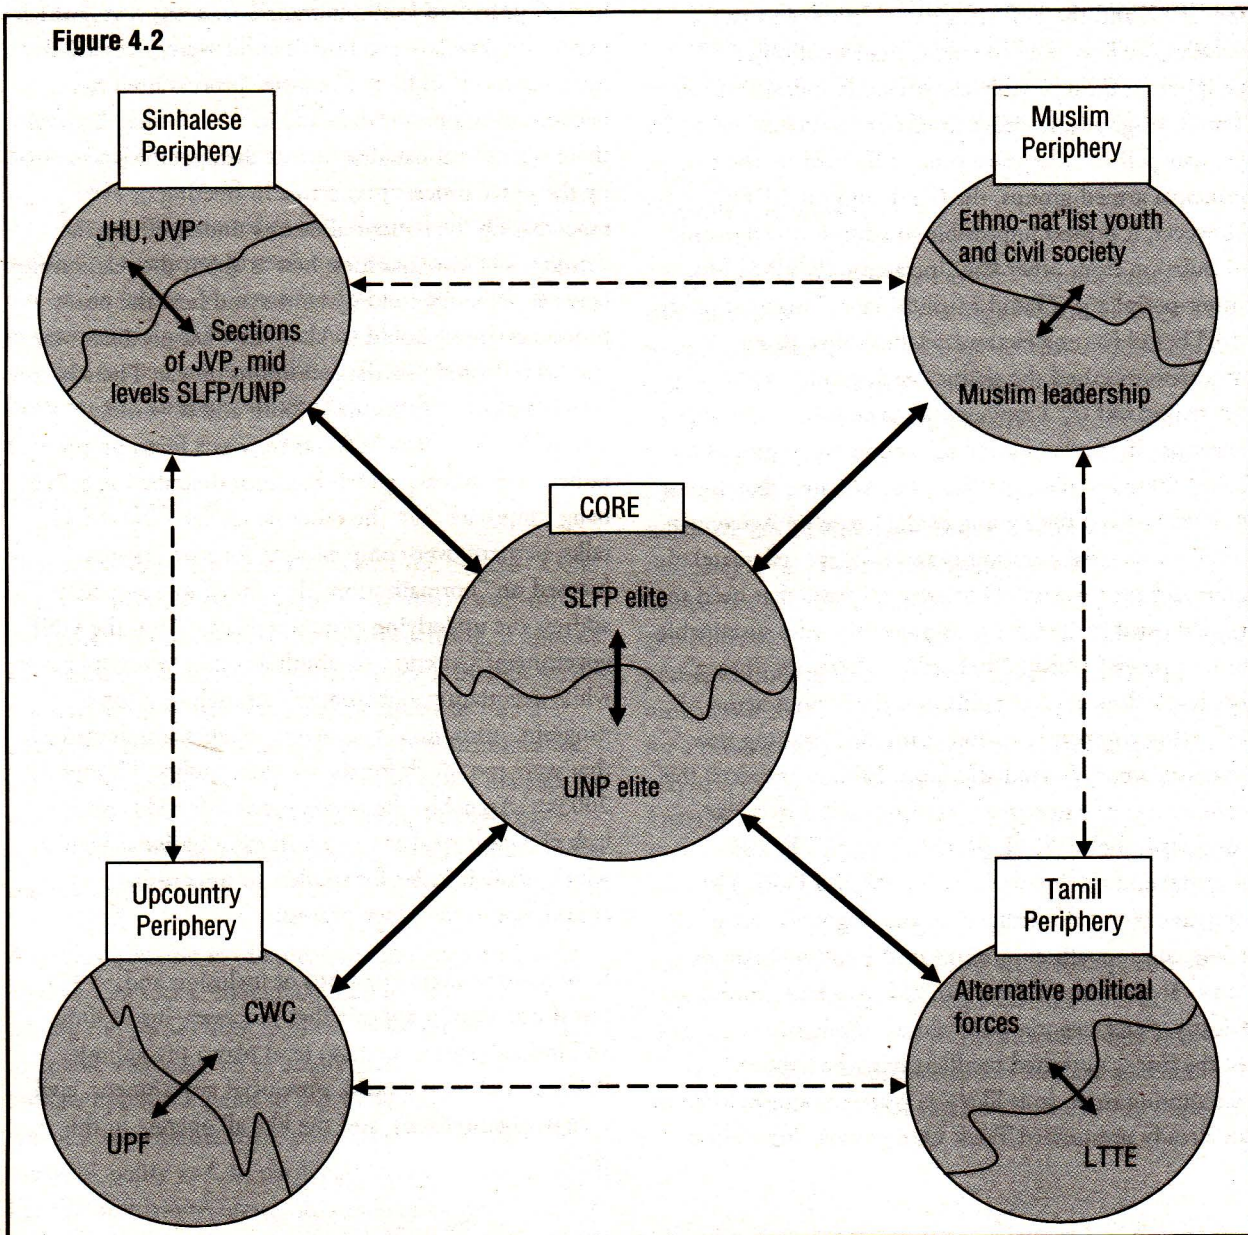 Figure 4.2
Sinhalese
Periphery
JHU, JVP
Sections
of JVP, mid
levels SLFP/UNP
Muslim
Periphery
Ethno-nat'list youth
and civil society
Muslim leadership
CORE
SLFP elite
UNP elite
Upcountry
Periphery
CWC
UPF
Tamil
Periphery
Alternative political
forces
LTTE